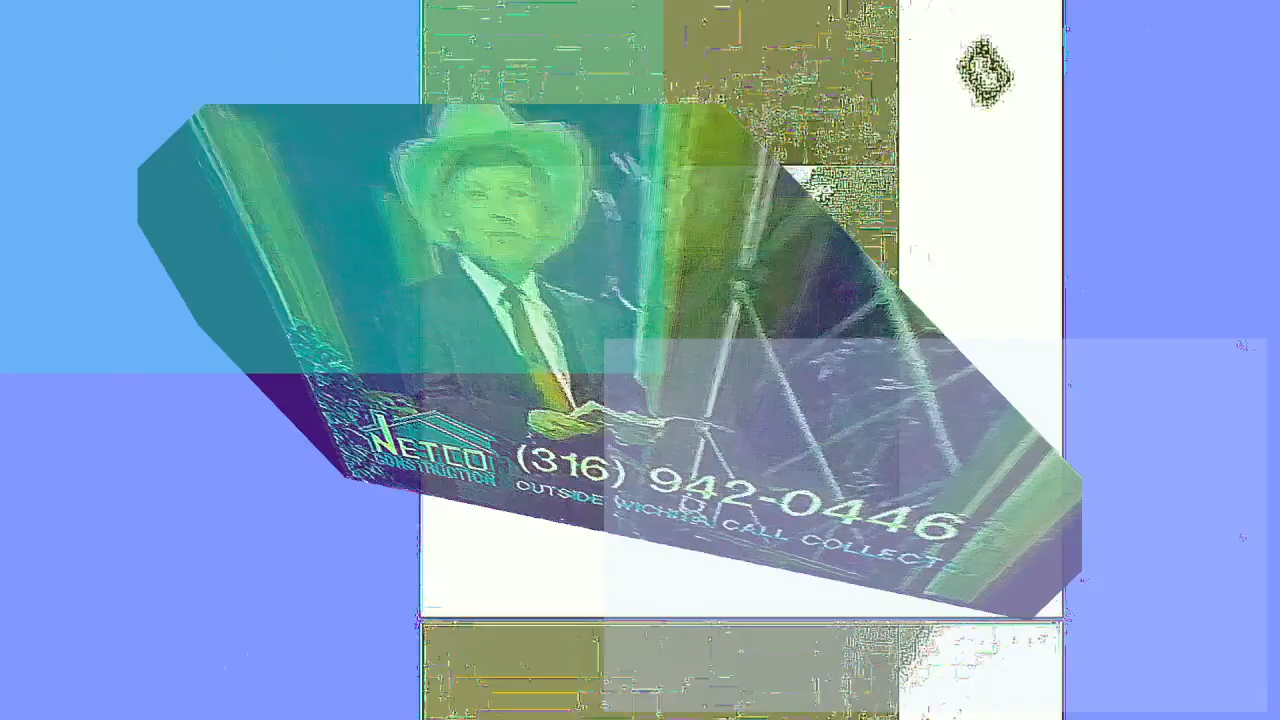 NETCO
CONSTRUCTION
(316) 942-0446
OUTSIDE WICHITA CALL COLLECT